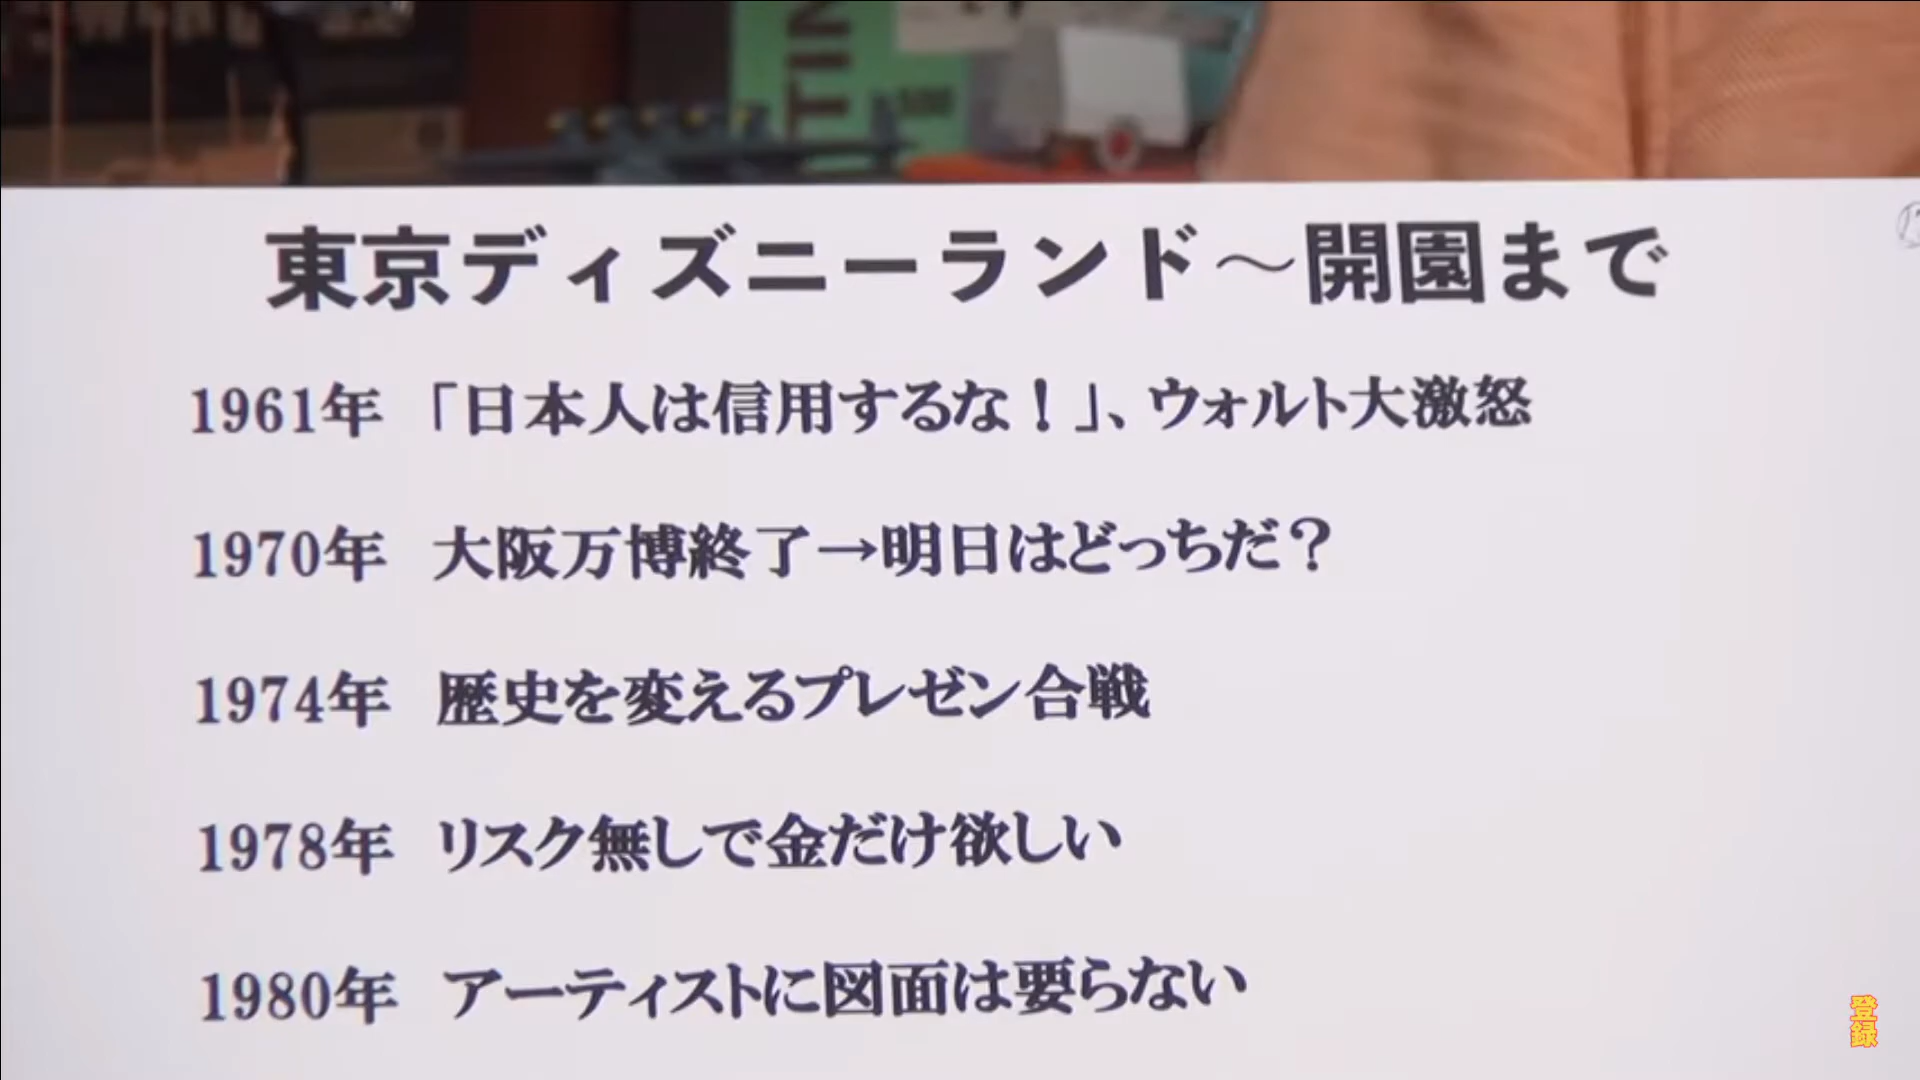 TIN
500
東京ディズニーランド～開園まで
1961年 「日本人は信用するな！」、ウォルト大激怒
1970年 大阪万博終了→明日はどっちだ？
1974年 歴史を変えるプレゼン合戦
1978年 リスク無しで金だけ欲しい
1980年 アーティストに図面は要らない
登録